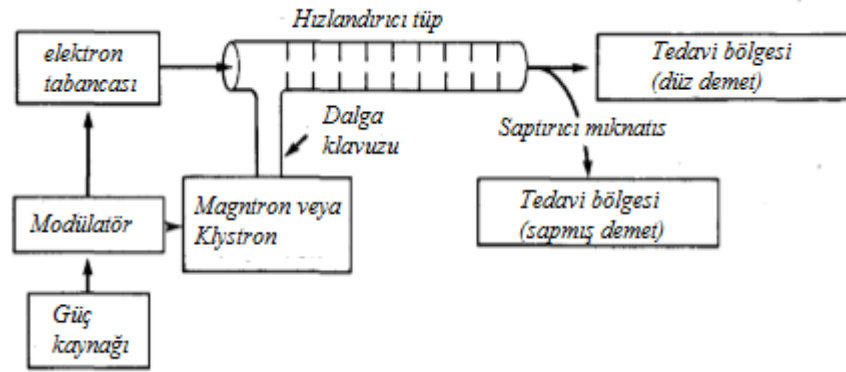 Hızlandırıcı tüp
elektron
tabancası
Tedavi bölgesi
(düz demet)
Dalga
klavuzu
Saptırıcı mıknatıs
Modülatör
Magntron veya
Klystron
Tedavi bölgesi
(sapmış demet)
Güç
kaynağı